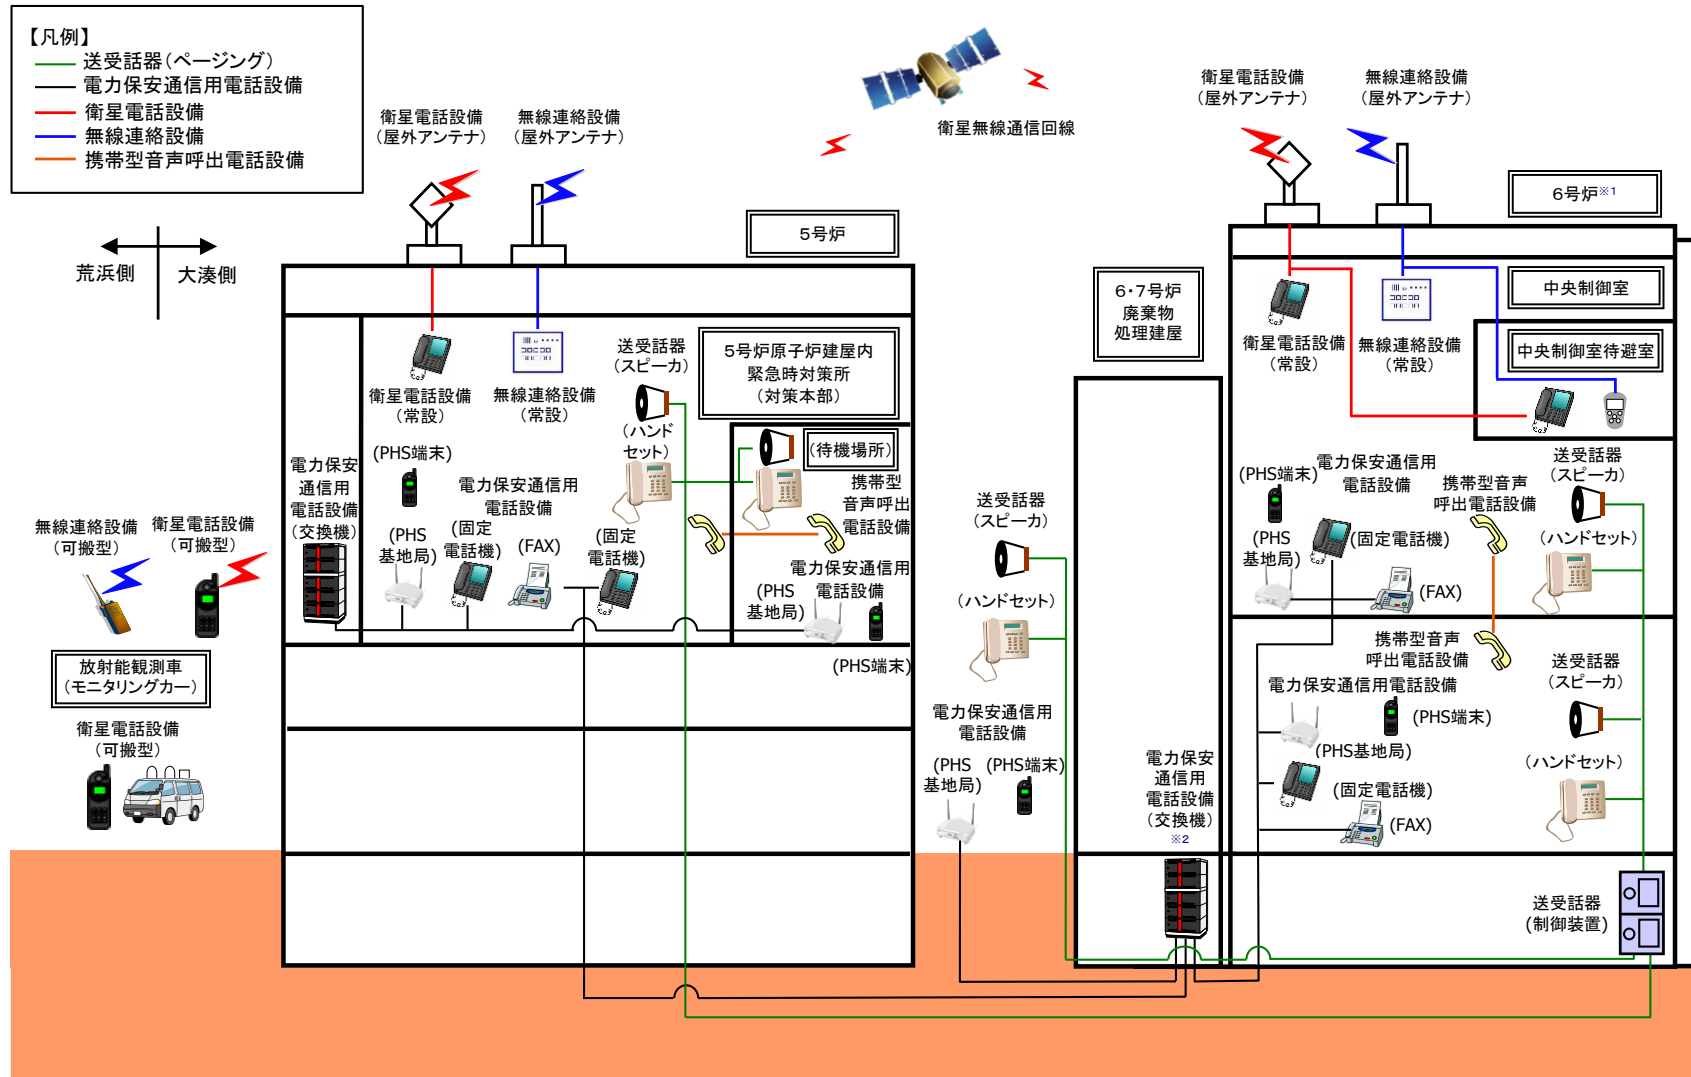 【凡例】
送受話器(ページング)
電力保安通信用電話設備
衛星電話設備
無線連絡設備
携帯型音声呼出電話設備
荒浜側
大湊側
衛星電話設備
(屋外アンテナ)
無線連絡設備
(屋外アンテナ)
衛星無線通信回線
衛星電話設備
(屋外アンテナ)
無線連絡設備
(屋外アンテナ)
5号炉
6号炉※1
6・7号炉
廃棄物
処理建屋
中央制御室
中央制御室待避室
衛星電話設備
(常設)
無線連絡設備
(常設)
送受話器
(スピーカ)
5号炉原子炉建屋内
緊急時対策所
(対策本部)
衛星電話設備
(常設)
無線連絡設備
(常設)
(ハンド
セット)
(待機場所)
電力保安
通信用
電話設備
(交換機)
(PHS端末)
電力保安通信用
電話設備
(PHS
基地局)
(固定
電話機)
(FAX)
(固定
電話機)
携帯型
音声呼出
電話設備
電力保安通信用
電話設備
(PHS
基地局)
(PHS端末)
無線連絡設備
(可搬型)
衛星電話設備
(可搬型)
放射能観測車
(モニタリングカー)
衛星電話設備
(可搬型)
送受話器
(スピーカ)
(ハンドセット)
電力保安通信用
電話設備
(PHS
基地局)
(PHS端末)
電力保安
通信用
電話設備
(交換機)
※2
(PHS端末)
電力保安通信用
電話設備
(PHS
基地局)
(固定電話機)
(FAX)
携帯型音声
呼出電話設備
送受話器
(スピーカ)
(ハンドセット)
携帯型音声
呼出電話設備
送受話器
(スピーカ)
電力保安通信用電話設備
(PHS端末)
(PHS基地局)
(固定電話機)
(FAX)
(ハンドセット)
送受話器
(制御装置)